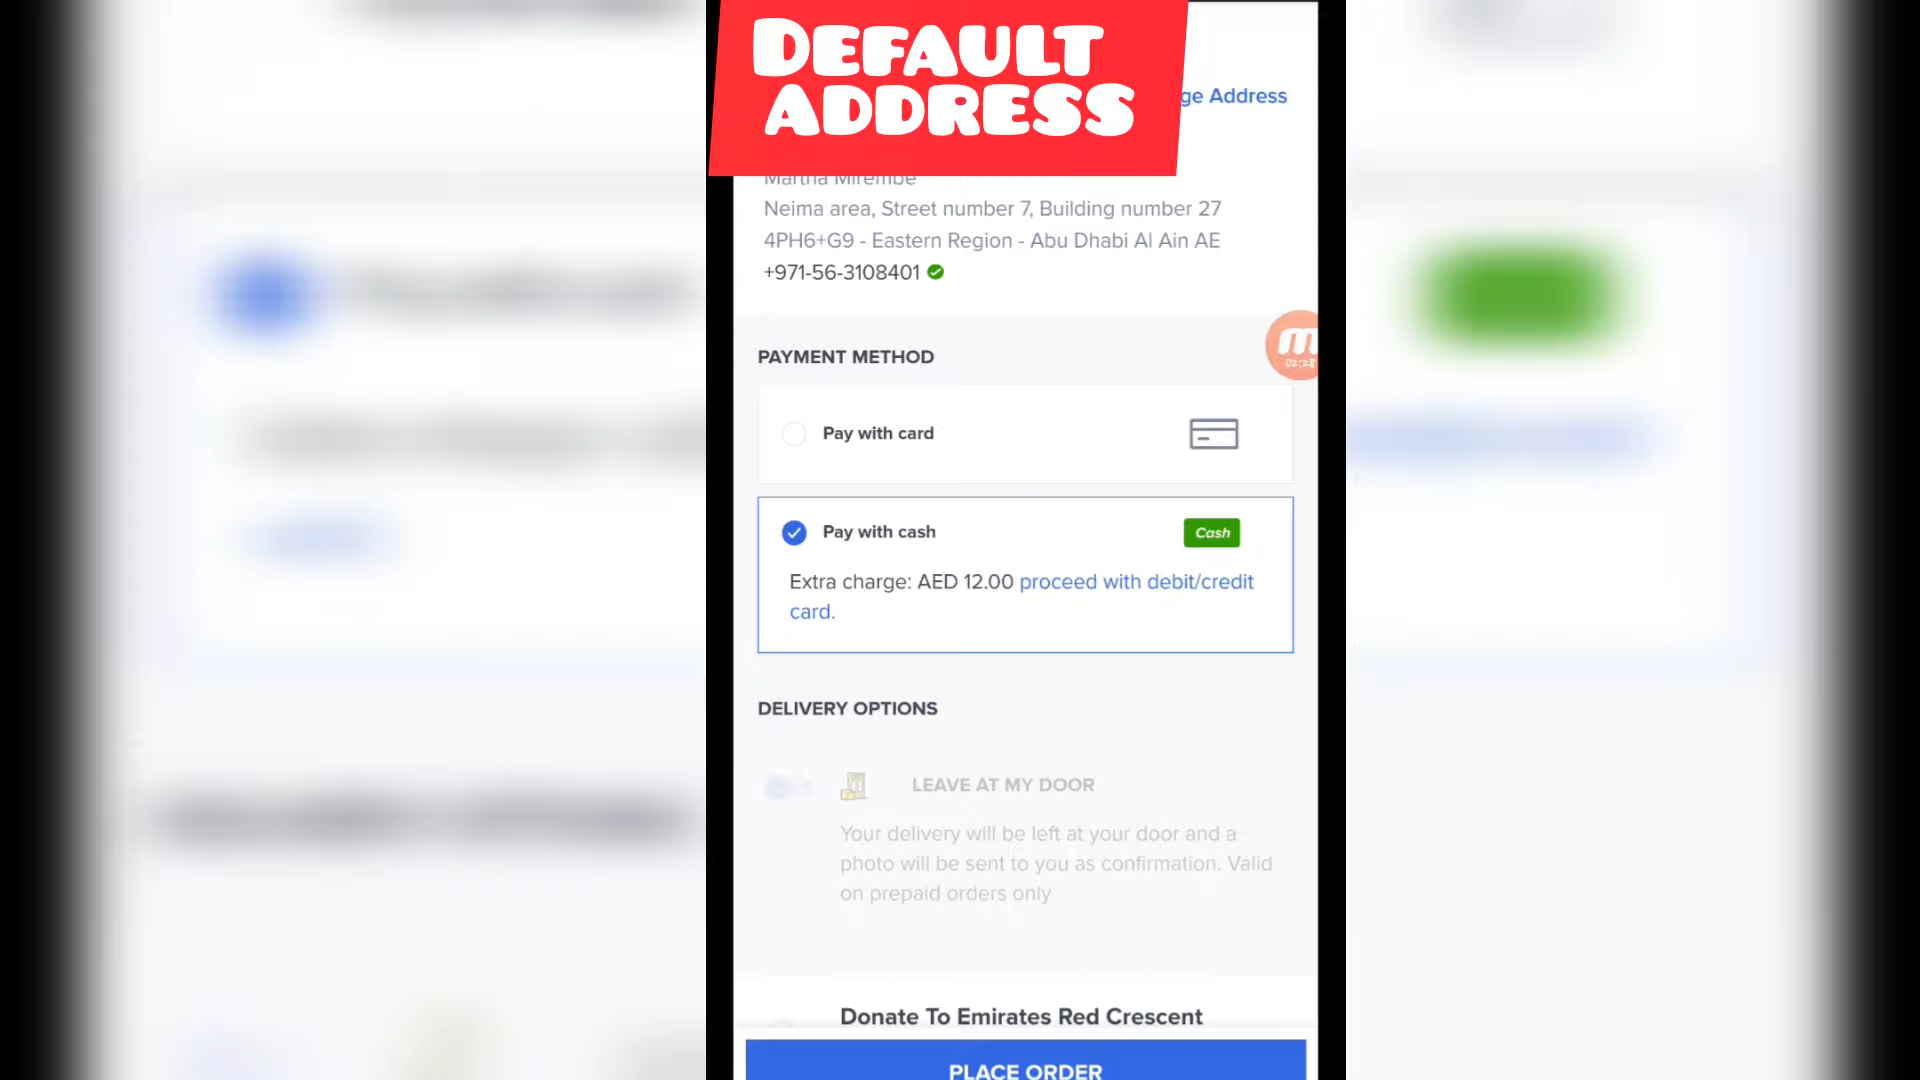 DEFAULT
ADDRESS
ge Address
Martha Mirembe
Neima area, Street number 7, Building number 27
4PH6+G9 - Eastern Region - Abu Dhabi Al Ain AE
+971-56-3108401
PAYMENT METHOD
02:28
Pay with card
Pay with cash
Cash
Extra charge: AED 12.00 proceed with debit/credit
card.
DELIVERY OPTIONS
LEAVE AT MY DOOR
Your delivery will be left at your door and a
photo will be sent to you as confirmation. Valid
on prepaid orders only
Donate To Emirates Red Crescent
PLACE ORDER